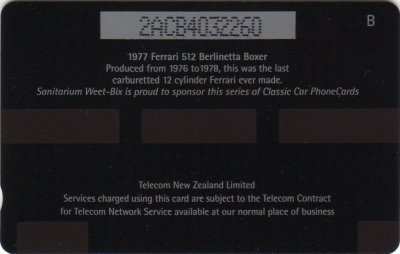 2ACB4032260
B
1977 Ferrari 512 Berlinetta Boxer
Produced from 1976 to1978, this was the last
carburetted 12 cylinder Ferrari ever made.
Sanitorium Weet-Bix is proud to sponsor this series of Classic Car PhoneCards
Telecom New Zealand Limited
Services charged using this card are subject to the Telecom Contract
for Telecom Network Service available at our normal place of business